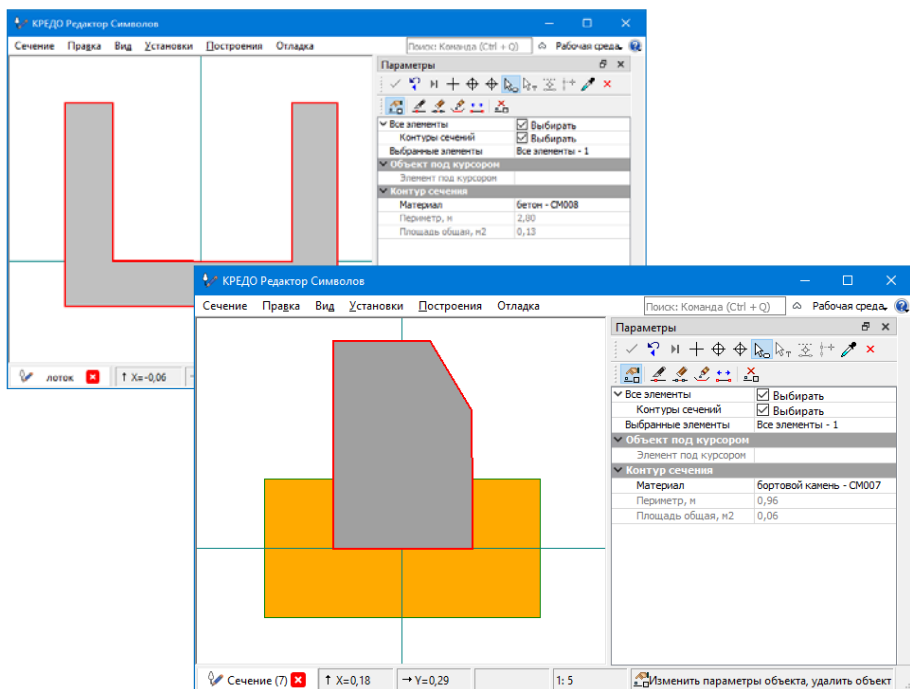 КРЕДО Редактор Символов
Сечение Правка Вид Установки Построения Отладка Поиск: Команда (Ctrl + Q) Рабочая среда
Параметры
Все элементы Выбирать
Контуры сечений Выбирать
Выбранные элементы Все элементы - 1
Объект под курсором
Элемент под курсором
Контур сечения
Материал бетон - СМ008
Периметр, м 2,80
Площадь общая, м2 0,13
лоток X=-0,06
КРЕДО Редактор Символов
Сечение Правка Вид Установки Построения Отладка Поиск: Команда (Ctrl + Q) Рабочая среда
Параметры
Все элементы Выбирать
Контуры сечений Выбирать
Выбранные элементы Все элементы - 1
Объект под курсором
Элемент под курсором
Контур сечения
Материал бортовой камень - СМ007
Периметр, м 0,96
Площадь общая, м2 0,06
Сечение (7) X=0,18 Y=0,29 1: 5 Изменить параметры объекта, удалить объект